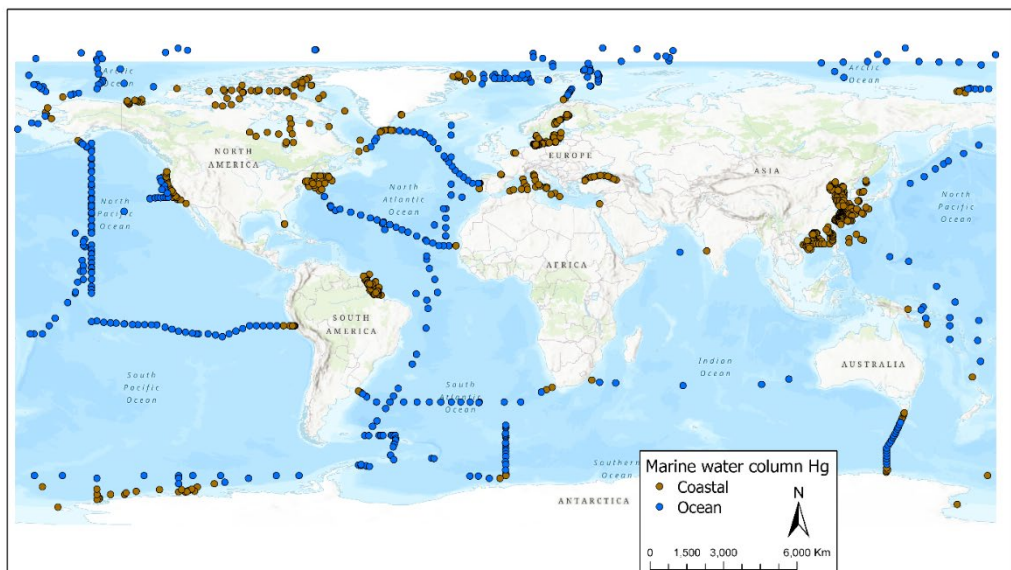 Arctic
Ocean
Arctic
Ocean
NORTH
AMERICA
EUROPE
ASIA
North
Pacific
Ocean
North
Atlantic
Ocean
North
Pacific
Ocean
AFRICA
SOUTH
AMERICA
Indian
Ocean
AUSTRALIA
South
Pacific
Ocean
South
Atlantic
Ocean
Southern
Ocean
ANTARCTICA
Marine water column Hg
Coastal
Ocean
N
0 1,500 3,000 6,000 Km